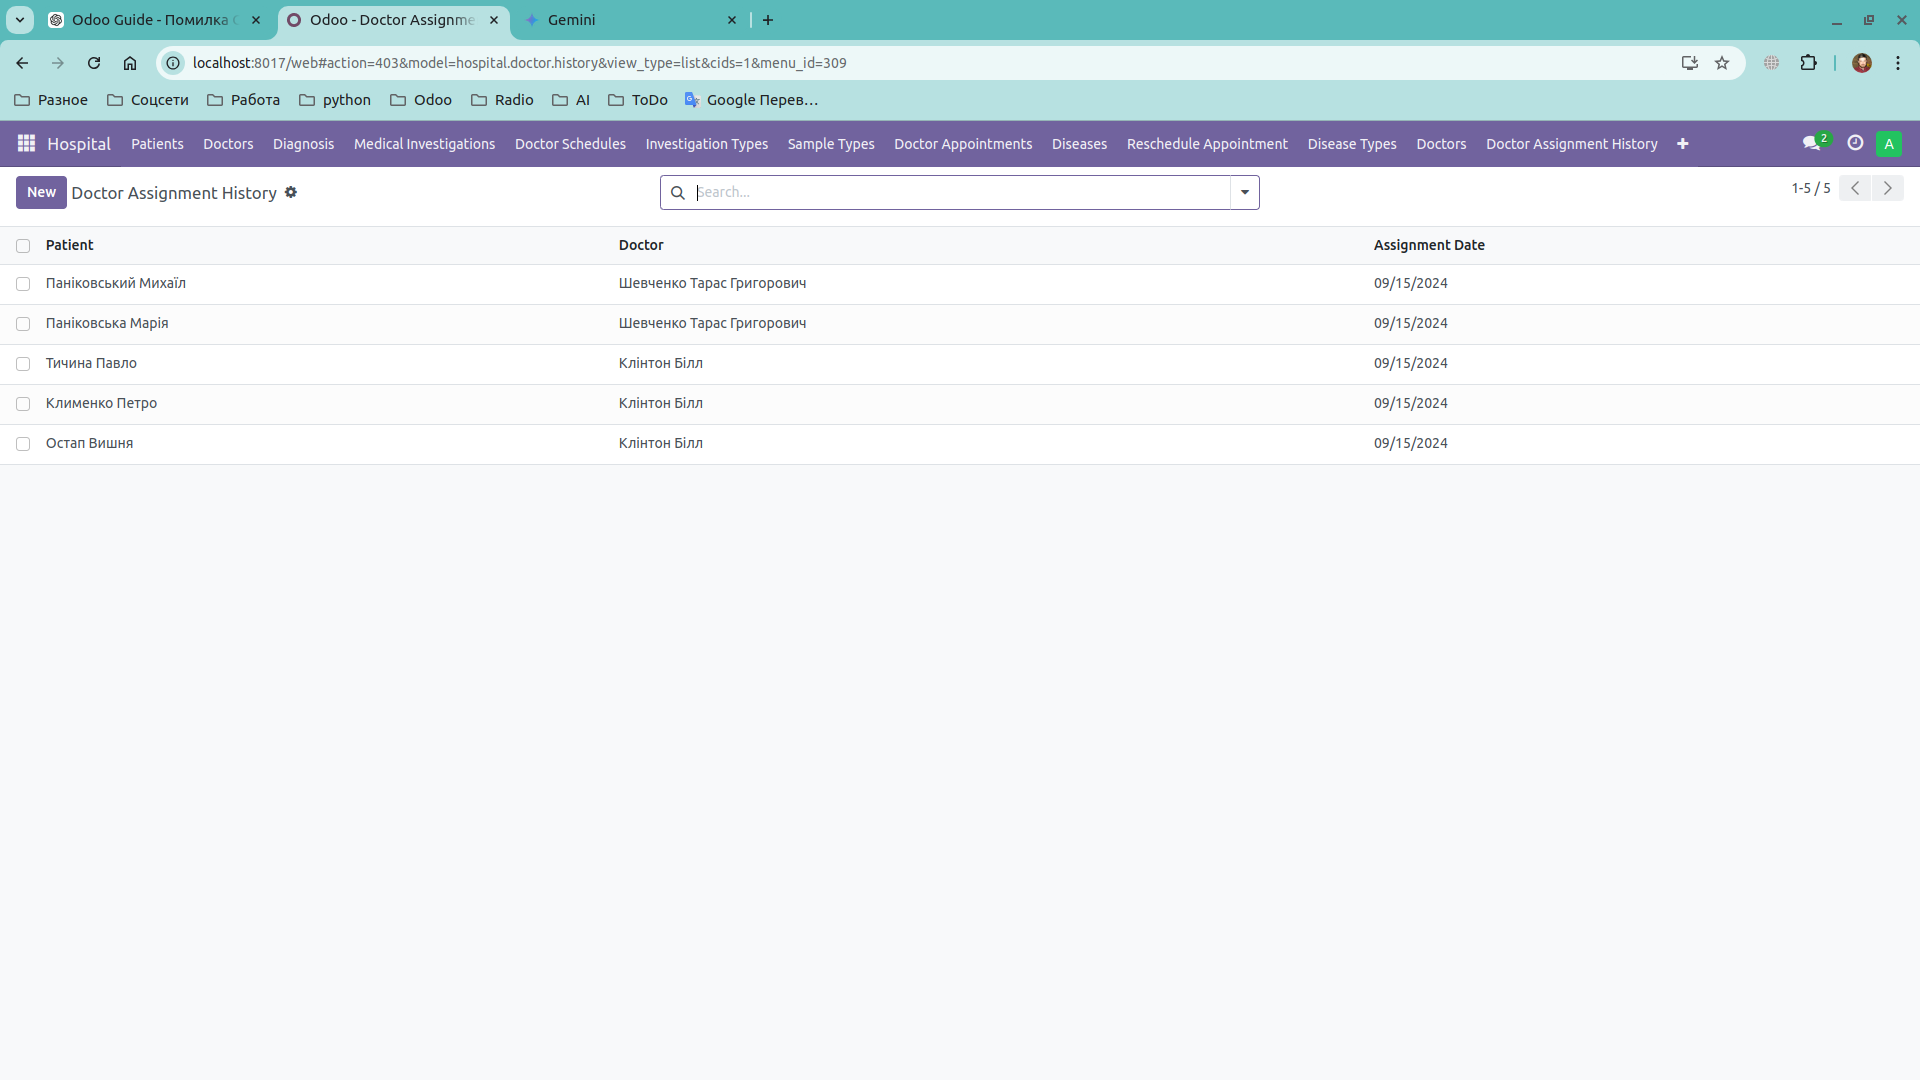 Odoo Guide - Помилка
Odoo - Doctor Assignme
Gemini
localhost:8017/web#action=403&model=hospital.doctor.history&view_type=list&cids=1&menu_id=309
Разное Соцсети Работа python Odoo Radio AI ToDo Google Перев…
Hospital Patients Doctors Diagnosis Medical Investigations Doctor Schedules Investigation Types Sample Types Doctor Appointments Diseases Reschedule Appointment Disease Types Doctors Doctor Assignment History 2 A
New Doctor Assignment History Search... 1-5 / 5
Patient Doctor Assignment Date
Паніковський Михаїл Шевченко Тарас Григорович 09/15/2024
Паніковська Марія Шевченко Тарас Григорович 09/15/2024
Тичина Павло Клінтон Білл 09/15/2024
Клименко Петро Клінтон Білл 09/15/2024
Остап Вишня Клінтон Білл 09/15/2024